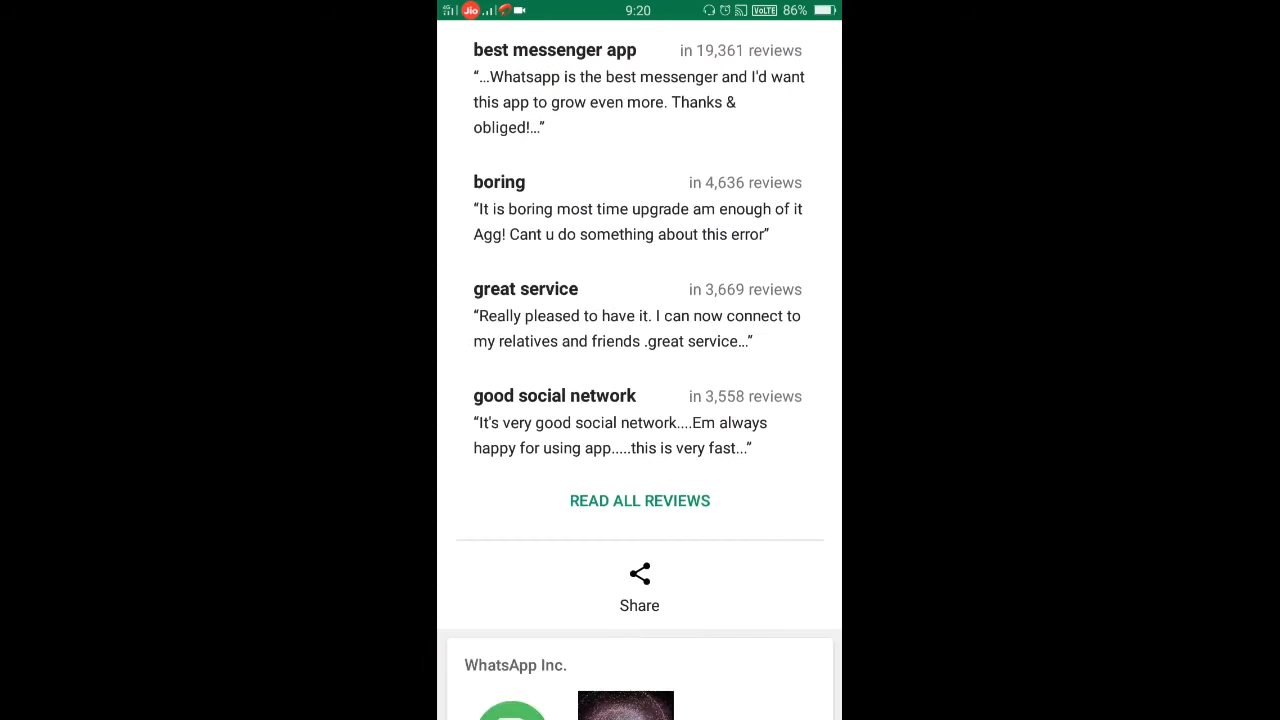 Jio 9:20 VoLTE 86%
best messenger app in 19,361 reviews
“...Whatsapp is the best messenger and I'd want
this app to grow even more. Thanks &
obliged!...”
boring in 4,636 reviews
“It is boring most time upgrade am enough of it
Agg! Cant u do something about this error”
great service in 3,669 reviews
“Really pleased to have it. I can now connect to
my relatives and friends .great service...”
good social network in 3,558 reviews
“It's very good social network....Em always
happy for using app.....this is very fast...”
READ ALL REVIEWS
Share
WhatsApp Inc.